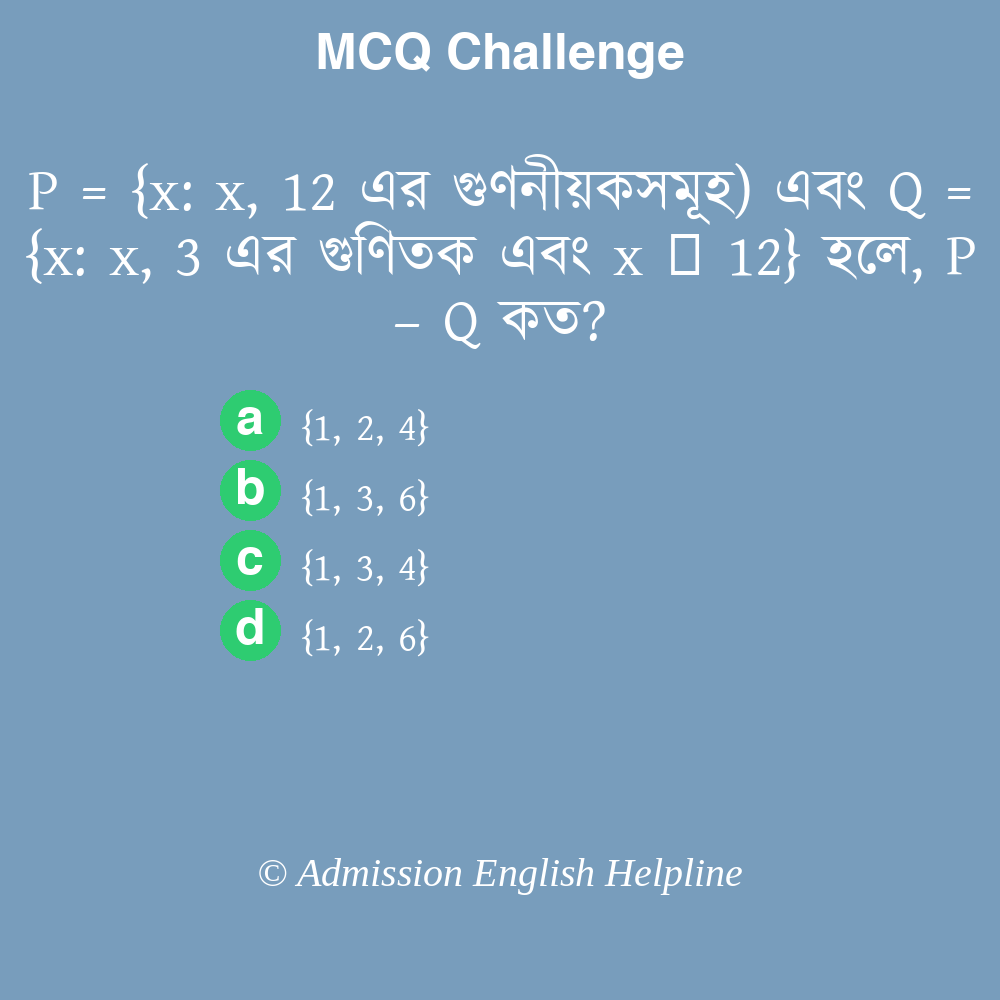 MCQ Challenge
P = {x: x, 12 এর গুণনীয়কসমূহ) এবং Q =
{x: x, 3 এর গুণিতক এবং x 򪪪 12} হলে, P
– Q কত?
a {1, 2, 4}
b {1, 3, 6}
c {1, 3, 4}
d {1, 2, 6}
© Admission English Helpline